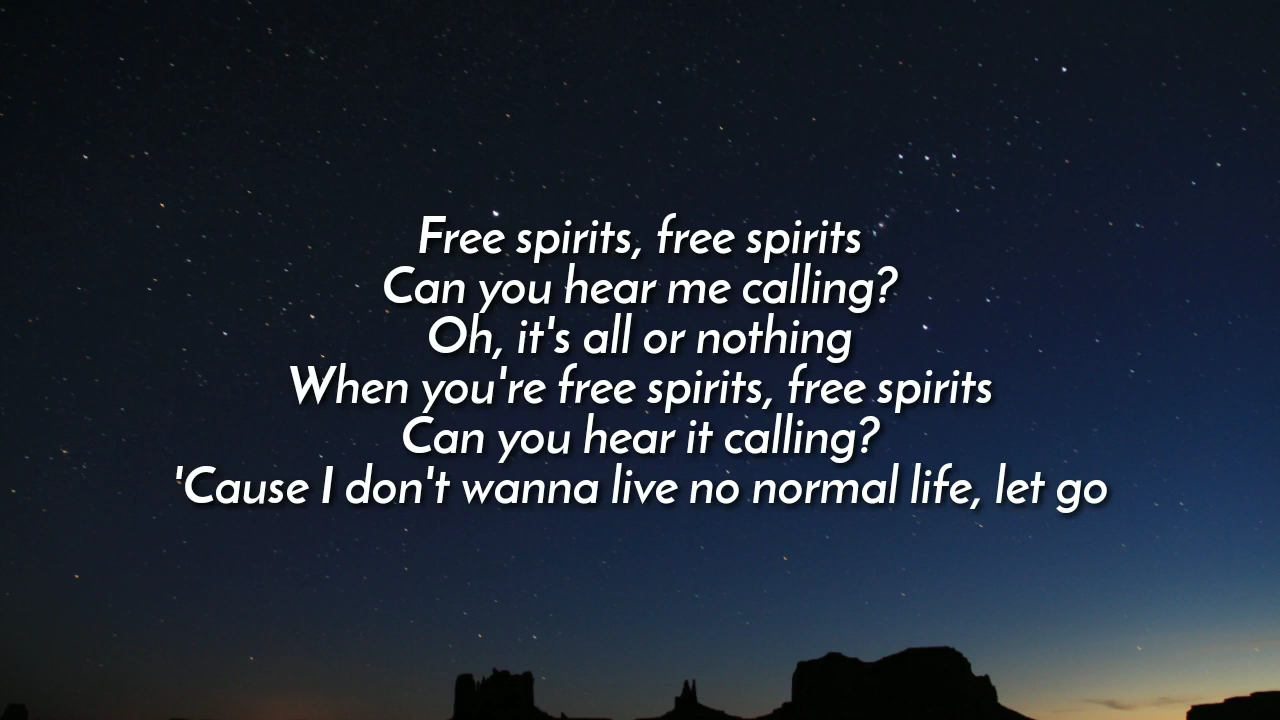 Free spirits, free spirits
Can you hear me calling?
Oh, it's all or nothing
When you're free spirits, free spirits
Can you hear it calling?
'Cause I don't wanna live no normal life, let go